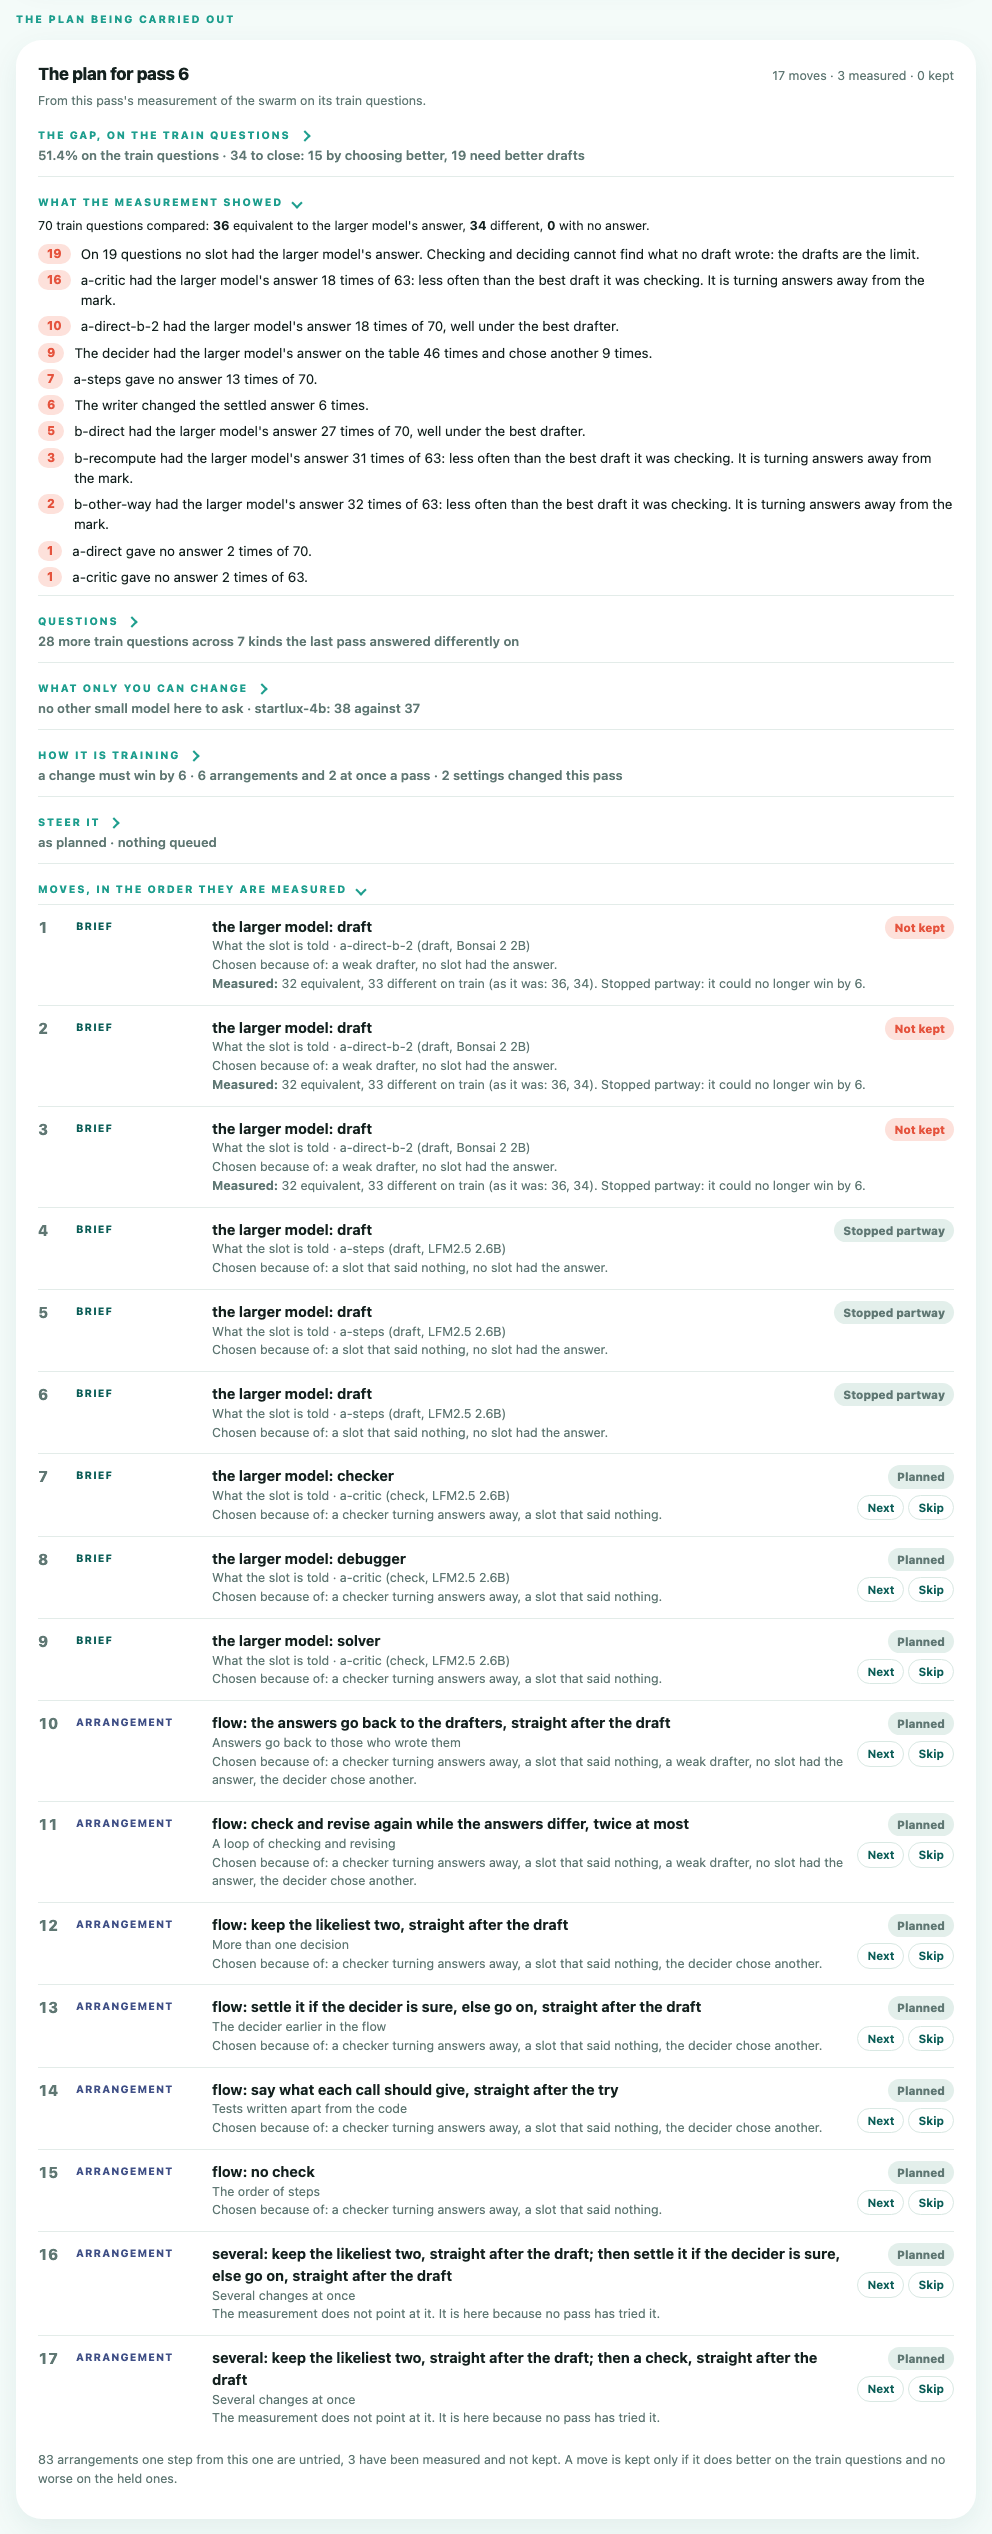 THE PLAN BEING CARRIED OUT
The plan for pass 6
17 moves · 3 measured · 0 kept
From this pass's measurement of the swarm on its train questions.
THE GAP, ON THE TRAIN QUESTIONS
51.4% on the train questions · 34 to close: 15 by choosing better, 19 need better drafts
WHAT THE MEASUREMENT SHOWED
70 train questions compared: 36 equivalent to the larger model's answer, 34 different, 0 with no answer.
19 On 19 questions no slot had the larger model's answer. Checking and deciding cannot find what no draft wrote: the drafts are the limit.
16 a-critic had the larger model's answer 18 times of 63: less often than the best draft it was checking. It is turning answers away from the
mark.
10 a-direct-b-2 had the larger model's answer 18 times of 70, well under the best drafter.
9 The decider had the larger model's answer on the table 46 times and chose another 9 times.
7 a-steps gave no answer 13 times of 70.
6 The writer changed the settled answer 6 times.
5 b-direct had the larger model's answer 27 times of 70, well under the best drafter.
3 b-recompute had the larger model's answer 31 times of 63: less often than the best draft it was checking. It is turning answers away from
the mark.
2 b-other-way had the larger model's answer 32 times of 63: less often than the best draft it was checking. It is turning answers away from the
mark.
1 a-direct gave no answer 2 times of 70.
1 a-critic gave no answer 2 times of 63.
QUESTIONS
28 more train questions across 7 kinds the last pass answered differently on
WHAT ONLY YOU CAN CHANGE
no other small model here to ask · startlux-4b: 38 against 37
HOW IT IS TRAINING
a change must win by 6 · 6 arrangements and 2 at once a pass · 2 settings changed this pass
STEER IT
as planned · nothing queued
MOVES, IN THE ORDER THEY ARE MEASURED
1 BRIEF the larger model: draft Not kept
What the slot is told · a-direct-b-2 (draft, Bonsai 2 2B)
Chosen because of: a weak drafter, no slot had the answer.
Measured: 32 equivalent, 33 different on train (as it was: 36, 34). Stopped partway: it could no longer win by 6.
2 BRIEF the larger model: draft Not kept
What the slot is told · a-direct-b-2 (draft, Bonsai 2 2B)
Chosen because of: a weak drafter, no slot had the answer.
Measured: 32 equivalent, 33 different on train (as it was: 36, 34). Stopped partway: it could no longer win by 6.
3 BRIEF the larger model: draft Not kept
What the slot is told · a-direct-b-2 (draft, Bonsai 2 2B)
Chosen because of: a weak drafter, no slot had the answer.
Measured: 32 equivalent, 33 different on train (as it was: 36, 34). Stopped partway: it could no longer win by 6.
4 BRIEF the larger model: draft Stopped partway
What the slot is told · a-steps (draft, LFM2.5 2.6B)
Chosen because of: a slot that said nothing, no slot had the answer.
5 BRIEF the larger model: draft Stopped partway
What the slot is told · a-steps (draft, LFM2.5 2.6B)
Chosen because of: a slot that said nothing, no slot had the answer.
6 BRIEF the larger model: draft Stopped partway
What the slot is told · a-steps (draft, LFM2.5 2.6B)
Chosen because of: a slot that said nothing, no slot had the answer.
7 BRIEF the larger model: checker Planned
What the slot is told · a-critic (check, LFM2.5 2.6B) Next Skip
Chosen because of: a checker turning answers away, a slot that said nothing.
8 BRIEF the larger model: debugger Planned
What the slot is told · a-critic (check, LFM2.5 2.6B) Next Skip
Chosen because of: a checker turning answers away, a slot that said nothing.
9 BRIEF the larger model: solver Planned
What the slot is told · a-critic (check, LFM2.5 2.6B) Next Skip
Chosen because of: a checker turning answers away, a slot that said nothing.
10 ARRANGEMENT flow: the answers go back to the drafters, straight after the draft Planned
Answers go back to those who wrote them Next Skip
Chosen because of: a checker turning answers away, a slot that said nothing, a weak drafter, no slot had the
answer, the decider chose another.
11 ARRANGEMENT flow: check and revise again while the answers differ, twice at most Planned
A loop of checking and revising Next Skip
Chosen because of: a checker turning answers away, a slot that said nothing, a weak drafter, no slot had the
answer, the decider chose another.
12 ARRANGEMENT flow: keep the likeliest two, straight after the draft Planned
More than one decision Next Skip
Chosen because of: a checker turning answers away, a slot that said nothing, the decider chose another.
13 ARRANGEMENT flow: settle it if the decider is sure, else go on, straight after the draft Planned
The decider earlier in the flow Next Skip
Chosen because of: a checker turning answers away, a slot that said nothing, the decider chose another.
14 ARRANGEMENT flow: say what each call should give, straight after the try Planned
Tests written apart from the code Next Skip
Chosen because of: a checker turning answers away, a slot that said nothing, the decider chose another.
15 ARRANGEMENT flow: no check Planned
The order of steps Next Skip
Chosen because of: a checker turning answers away, a slot that said nothing.
16 ARRANGEMENT several: keep the likeliest two, straight after the draft; then settle it if the decider is sure, Planned
else go on, straight after the draft Next Skip
Several changes at once
The measurement does not point at it. It is here because no pass has tried it.
17 ARRANGEMENT several: keep the likeliest two, straight after the draft; then a check, straight after the Planned
draft Next Skip
Several changes at once
The measurement does not point at it. It is here because no pass has tried it.
83 arrangements one step from this one are untried, 3 have been measured and not kept. A move is kept only if it does better on the train questions and no
worse on the held ones.